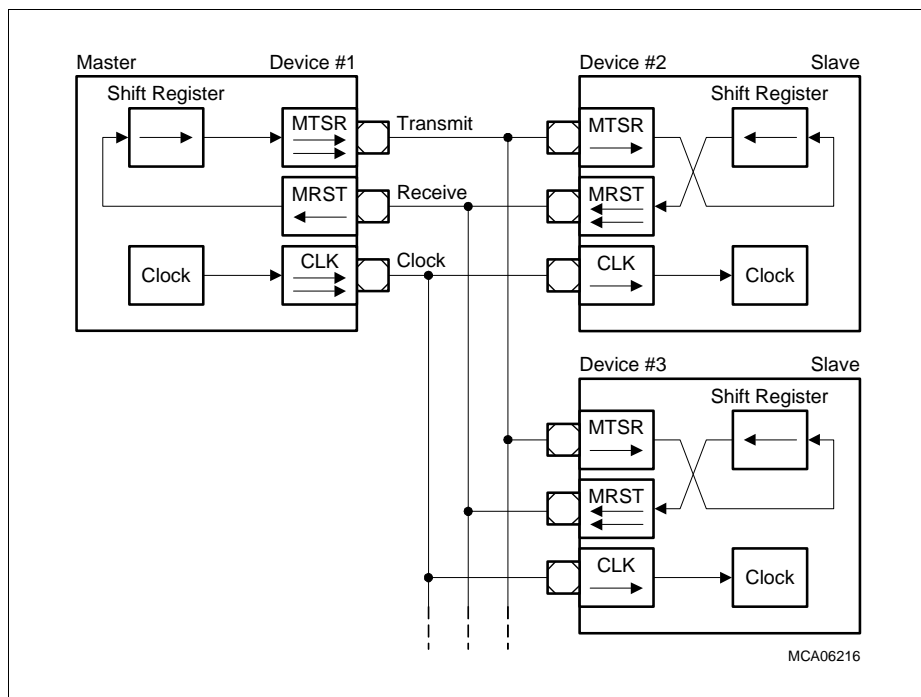 Master
Device #1
Shift Register
MTSR
Transmit
MRST
Receive
Clock
CLK
Clock
Device #2
Slave
Shift Register
MTSR
MRST
CLK
Clock
Device #3
Slave
Shift Register
MTSR
MRST
CLK
Clock
MCA06216